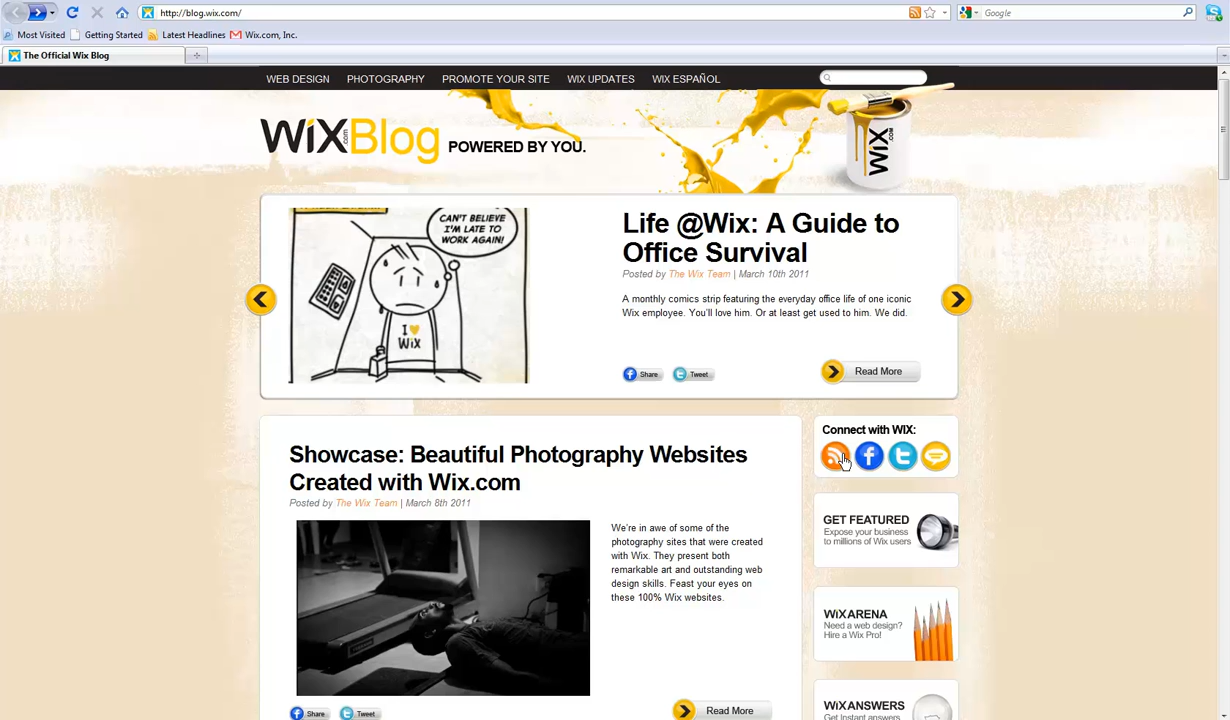 http://blog.wix.com/
Google
Most Visited Getting Started Latest Headlines Wix.com, Inc.
The Official Wix Blog
WEB DESIGN PHOTOGRAPHY PROMOTE YOUR SITE WIX UPDATES WIX ESPAÑOL
WiX.comBlog POWERED BY YOU.
WiX.COM
CAN'T BELIEVE
I'M LATE TO
WORK AGAIN!
I
WiX
Life @Wix: A Guide to
Office Survival
Posted by The Wix Team | March 10th 2011
A monthly comics strip featuring the everyday office life of one iconic
Wix employee. You'll love him. Or at least get used to him. We did.
Share Tweet Read More
Showcase: Beautiful Photography Websites
Created with Wix.com
Posted by The Wix Team | March 8th 2011
We're in awe of some of the
photography sites that were created
with Wix. They present both
remarkable art and outstanding web
design skills. Feast your eyes on
these 100% Wix websites.
Share Tweet Read More
Connect with WIX:
GET FEATURED
Expose your business
to millions of Wix users
WiX ARENA
Need a web design?
Hire a Wix Pro!
WiX ANSWERS
Get Instant answers